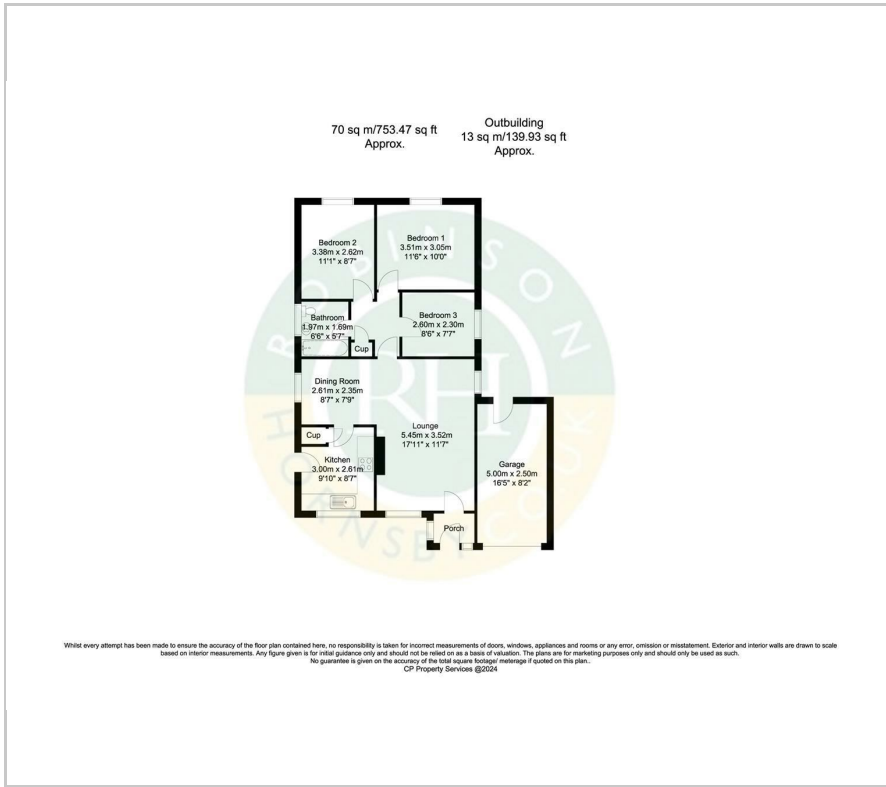 70 sq m/753.47 sq ft
Approx.
Outbuilding
13 sq m/139.93 sq ft
Approx.
Bedroom 2
3.38m x 2.62m
11'1" x 8'7"
Bedroom 1
3.51m x 3.05m
11'6" x 10'0"
Bathroom
1.97m x 1.69m
6'6" x 5'7"
Cup
Bedroom 3
2.60m x 2.30m
8'6" x 7'7"
Dining Room
2.61m x 2.35m
8'7" x 7'9"
Lounge
5.45m x 3.52m
17'11" x 11'7"
Cup
Kitchen
3.00m x 2.61m
9'10" x 8'7"
Garage
5.00m x 2.50m
16'5" x 8'2"
Porch
ROBINSON
RH
HORNSBY COOK
Whilst every attempt has been made to ensure the accuracy of the floor plan contained here, no responsibility is taken for incorrect measurements of doors, windows, appliances and rooms or any error, omission or misstatement. Exterior and interior walls are drawn to scale
based on interior measurements. Any figure given is for initial guidance only and should not be relied on as a basis of valuation. The plans are for marketing purposes only and should only be used as such.
No guarantee is given on the accuracy of the total square footage/ meterage if quoted on this plan..
CP Property Services @2024